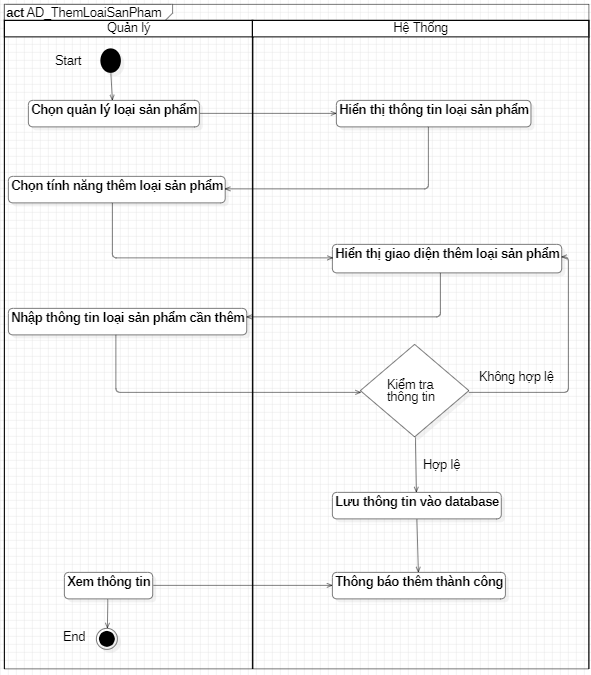 act AD_ThemLoaiSanPham
Quản lý
Hệ Thống
Start
Chọn quản lý loại sản phẩm
Hiển thị thông tin loại sản phẩm
Chọn tính năng thêm loại sản phẩm
Hiển thị giao diện thêm loại sản phẩm
Nhập thông tin loại sản phẩm cần thêm
Kiểm tra
thông tin
Không hợp lệ
Hợp lệ
Lưu thông tin vào database
Xem thông tin
Thông báo thêm thành công
End